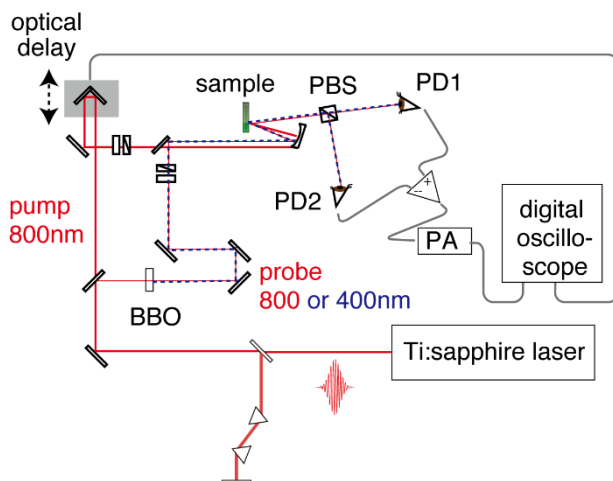 optical
delay
sample
PBS
PD1
pump
800nm
PD2
+
--
PA
digital
oscillo-
scope
probe
800 or 400nm
BBO
Ti:sapphire laser